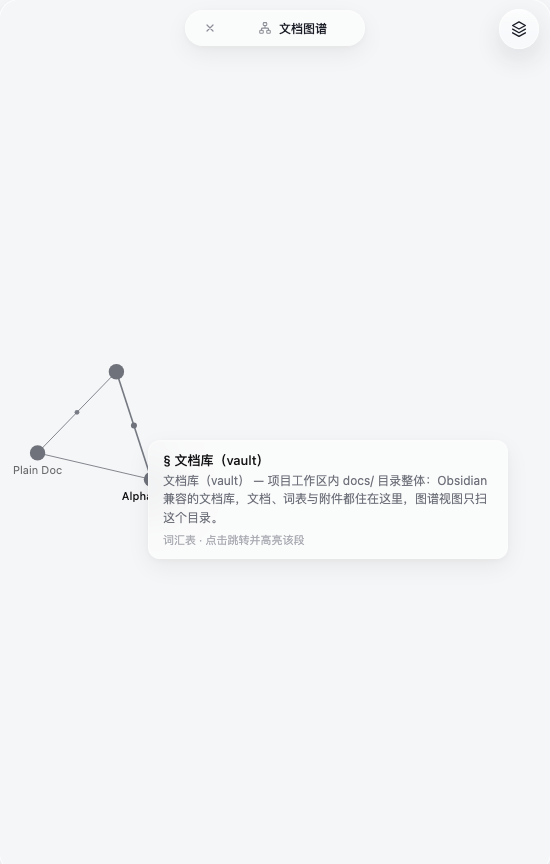 文档图谱
§ 文档库（vault）
文档库（vault） — 项目工作区内 docs/ 目录整体：Obsidian
兼容的文档库，文档、词表与附件都住在这里，图谱视图只扫
这个目录。
词汇表 · 点击跳转并高亮该段
Plain Doc
Alpha